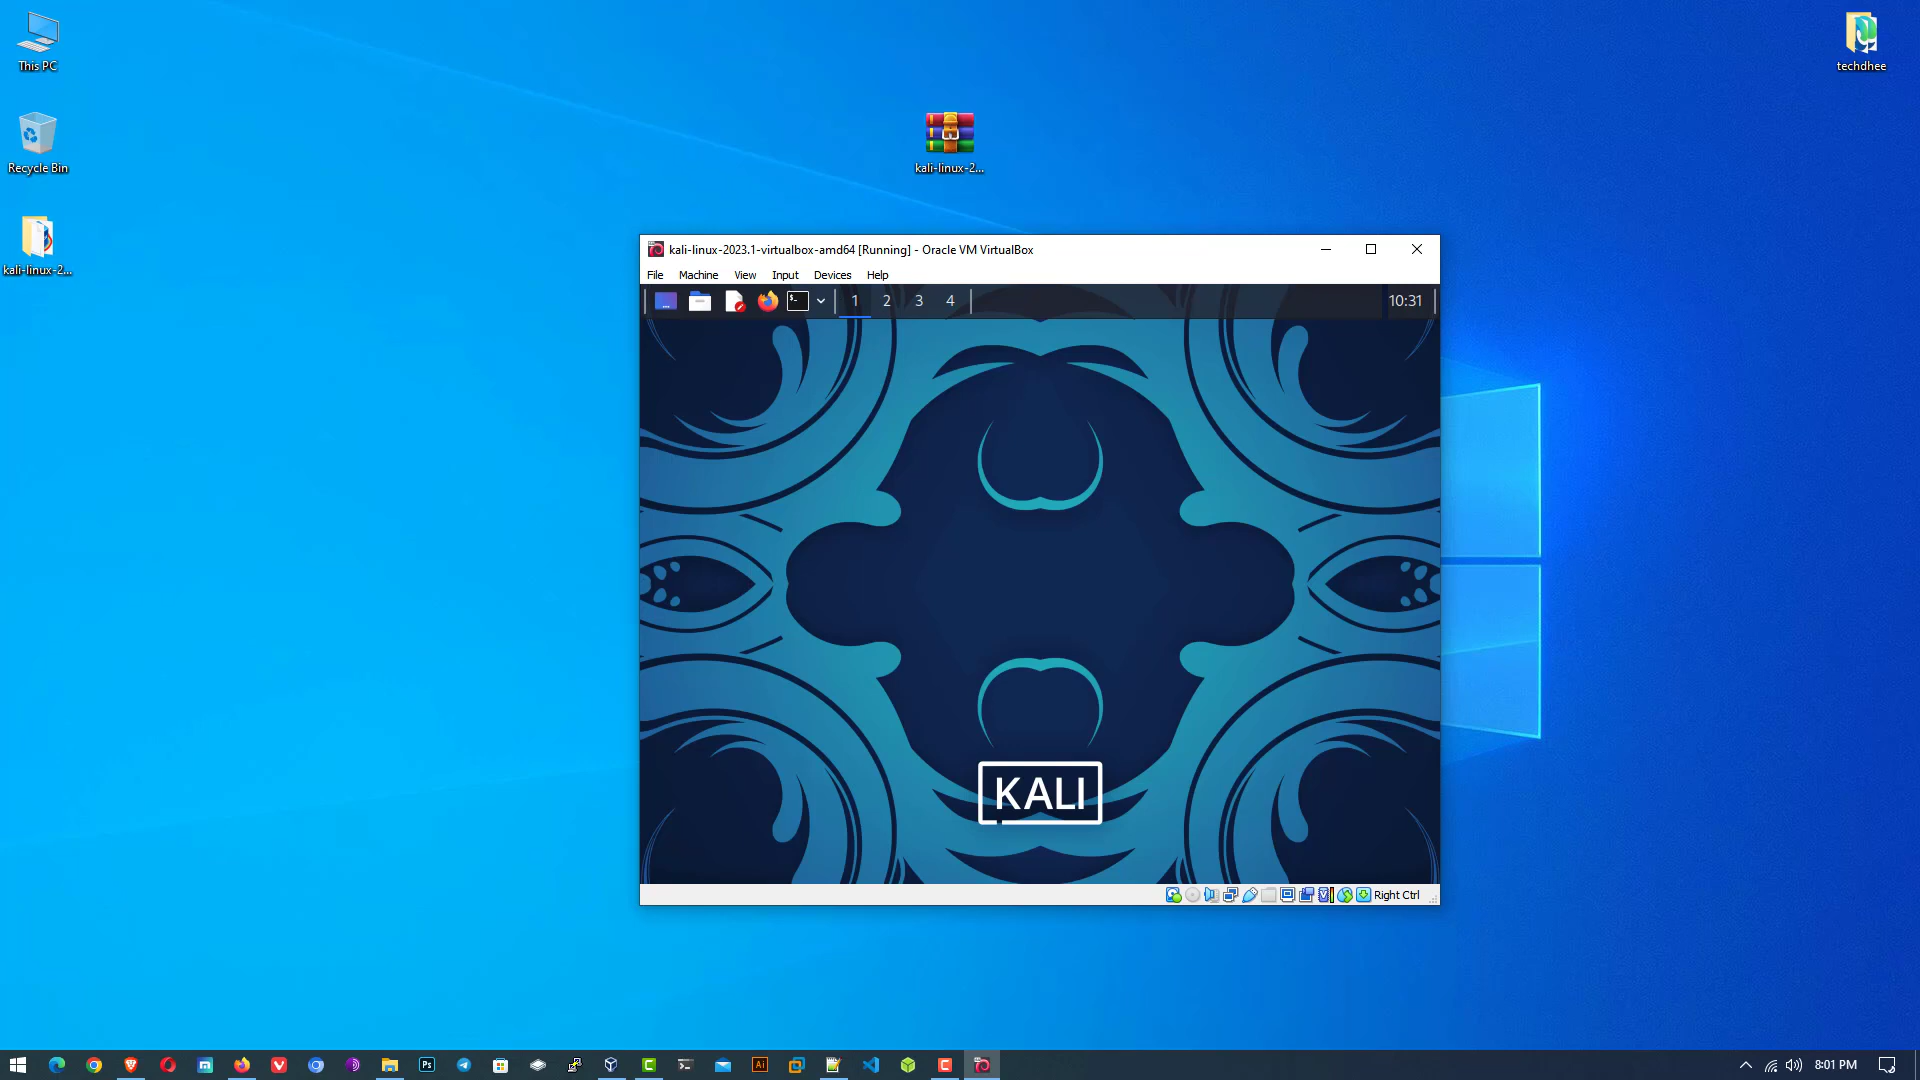 This PC
Recycle Bin
kali-linux-2...
kali-linux-2...
techdhee
kali-linux-2023.1-virtualbox-amd64 [Running] - Oracle VM VirtualBox
File Machine View Input Devices Help
1 2 3 4
10:31
KALI
Right Ctrl
Ps
Ai
8:01 PM